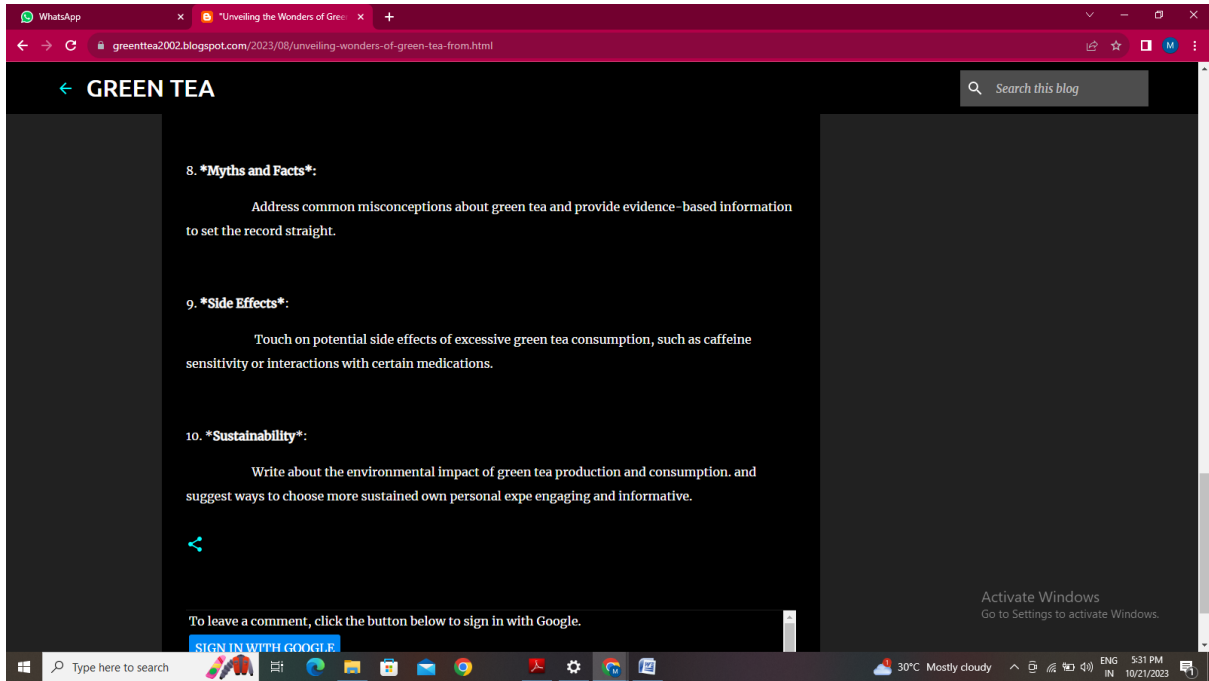 WhatsApp
"Unveiling the Wonders of Gree
greenttea2002.blogspot.com/2023/08/unveiling-wonders-of-green-tea-from.html
M
GREEN TEA
Search this blog
8. *Myths and Facts*:
Address common misconceptions about green tea and provide evidence-based information
to set the record straight.
9. *Side Effects*:
Touch on potential side effects of excessive green tea consumption, such as caffeine
sensitivity or interactions with certain medications.
10. *Sustainability*:
Write about the environmental impact of green tea production and consumption. and
suggest ways to choose more sustained own personal expe engaging and informative.
Activate Windows
Go to Settings to activate Windows.
To leave a comment, click the button below to sign in with Google.
SIGN IN WITH GOOGLE
Type here to search
30°C Mostly cloudy
ENG
IN
5:31 PM
10/21/2023
1